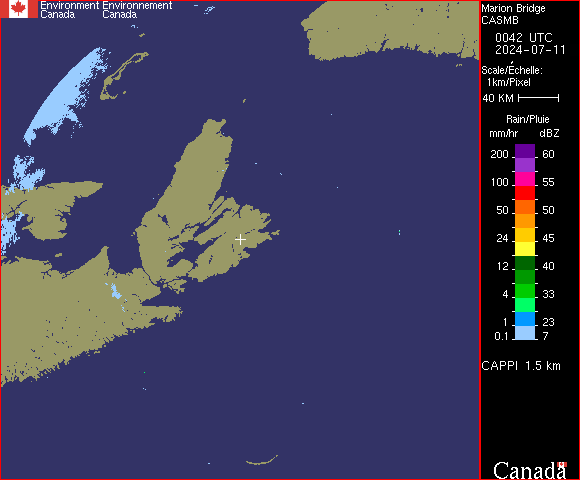 Environment Environnement
Canada Canada
Marion Bridge
CASMB
0042 UTC
2024-07-11
Scale/Échelle:
1km/Pixel
40 KM
Rain/Pluie
mm/hr dBZ
200 60
100 55
50 50
24 45
12 40
4 33
1 23
0.1 7
CAPPI 1.5 km
Canada